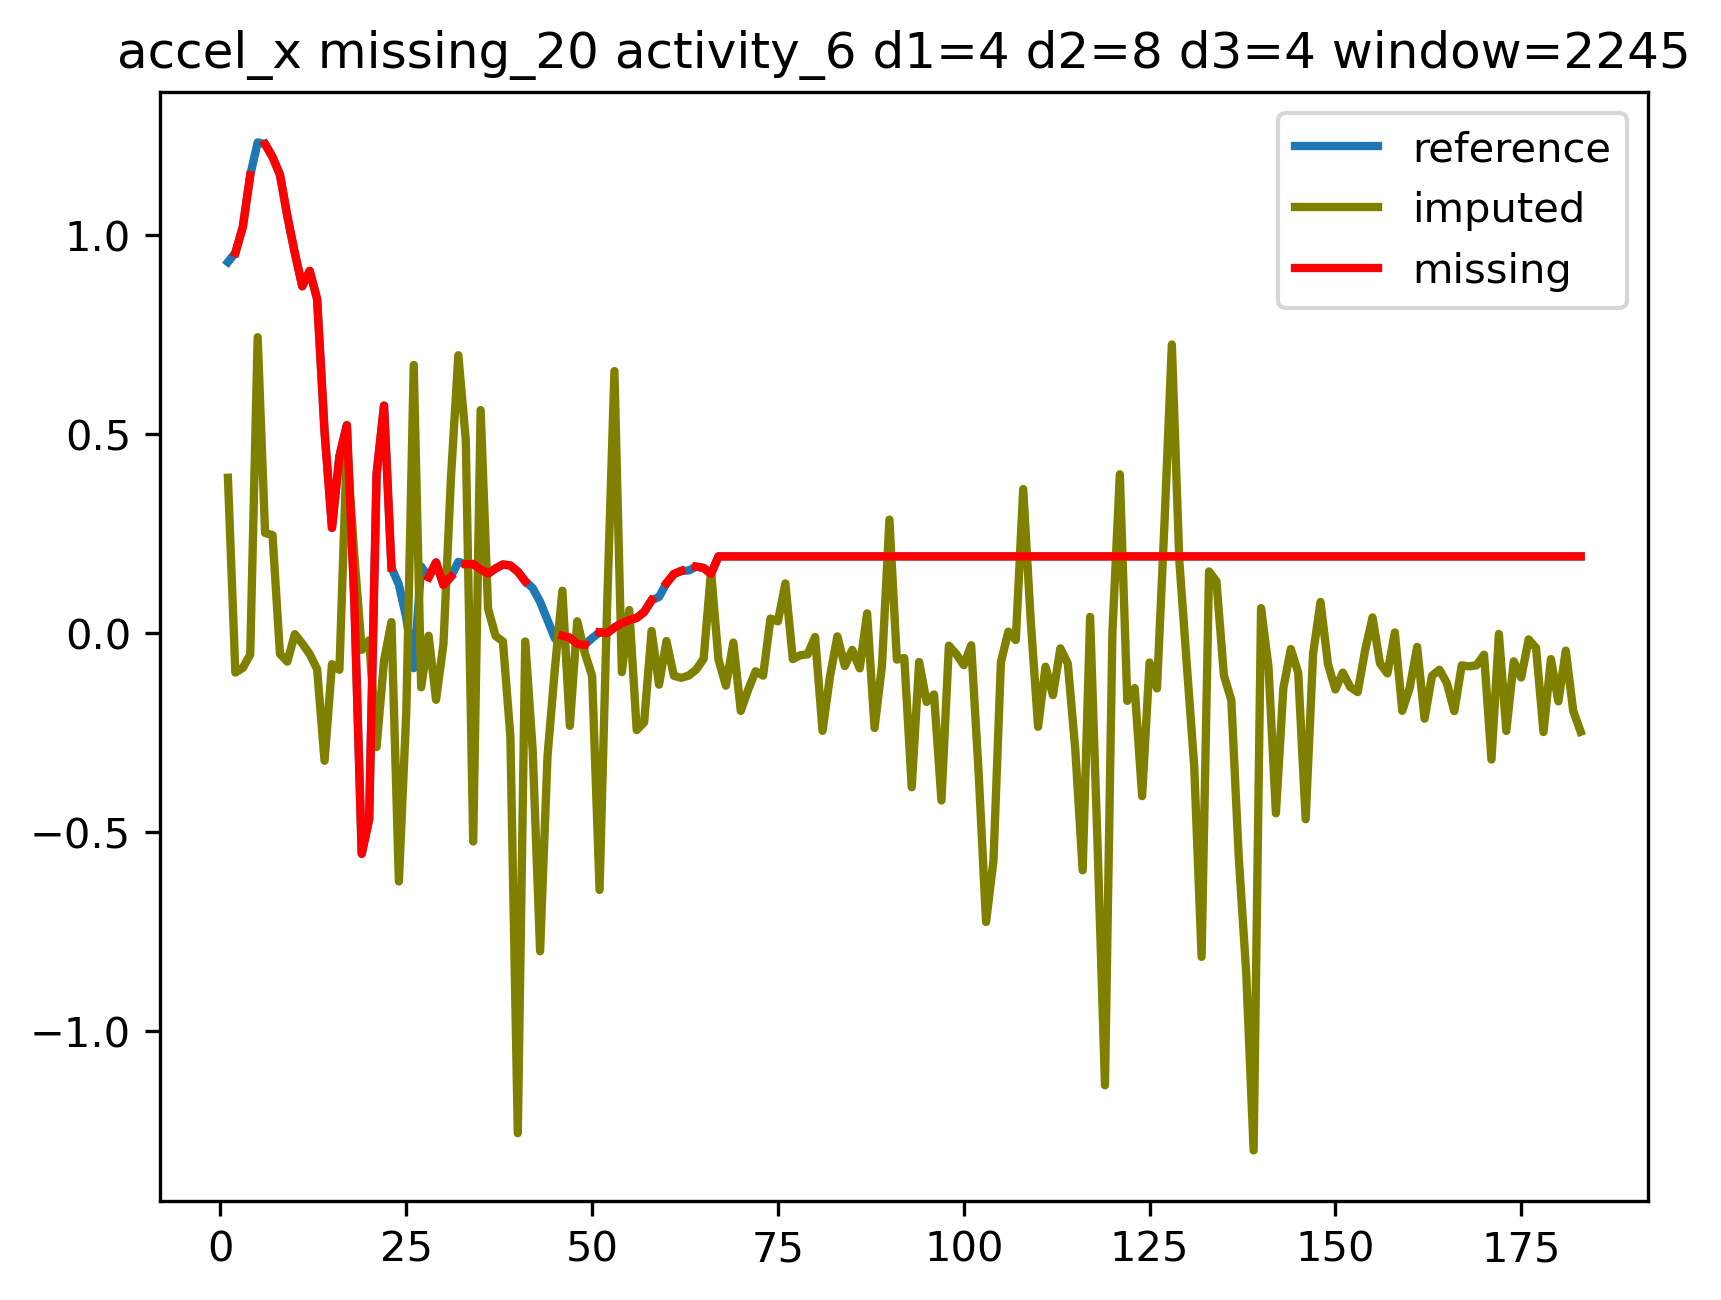 accel_x missing_20 activity_6 d1=4 d2=8 d3=4 window=2245
reference
imputed
missing
1.0
0.5
0.0
−0.5
−1.0
0 25 50 75 100 125 150 175